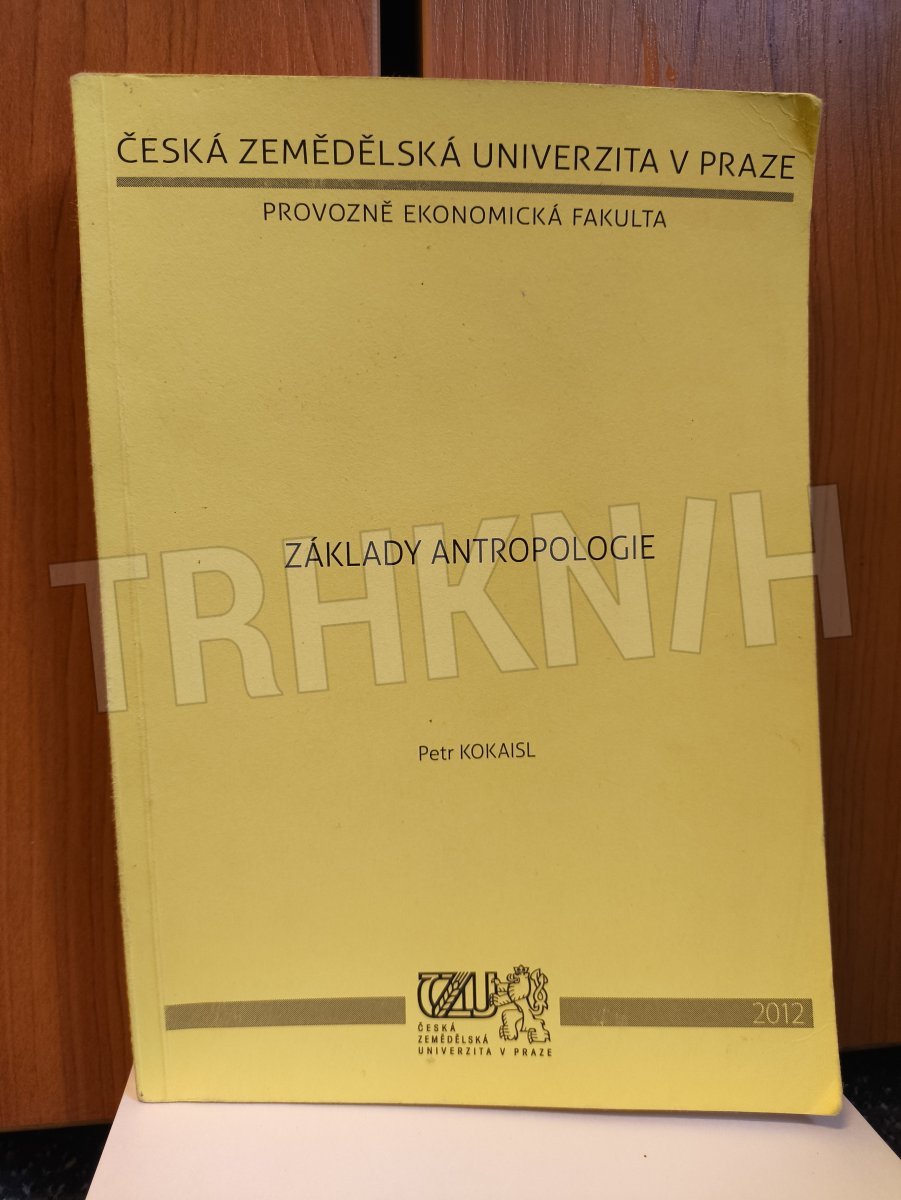 ČESKÁ ZEMĚDĚLSKÁ UNIVERZITA V PRAZE
PROVOZNĚ EKONOMICKÁ FAKULTA
ZÁKLADY ANTROPOLOGIE
TRHKNIH
Petr KOKAISL
ČZU
ČESKÁ
ZEMĚDĚLSKÁ
UNIVERZITA V PRAZE
2012